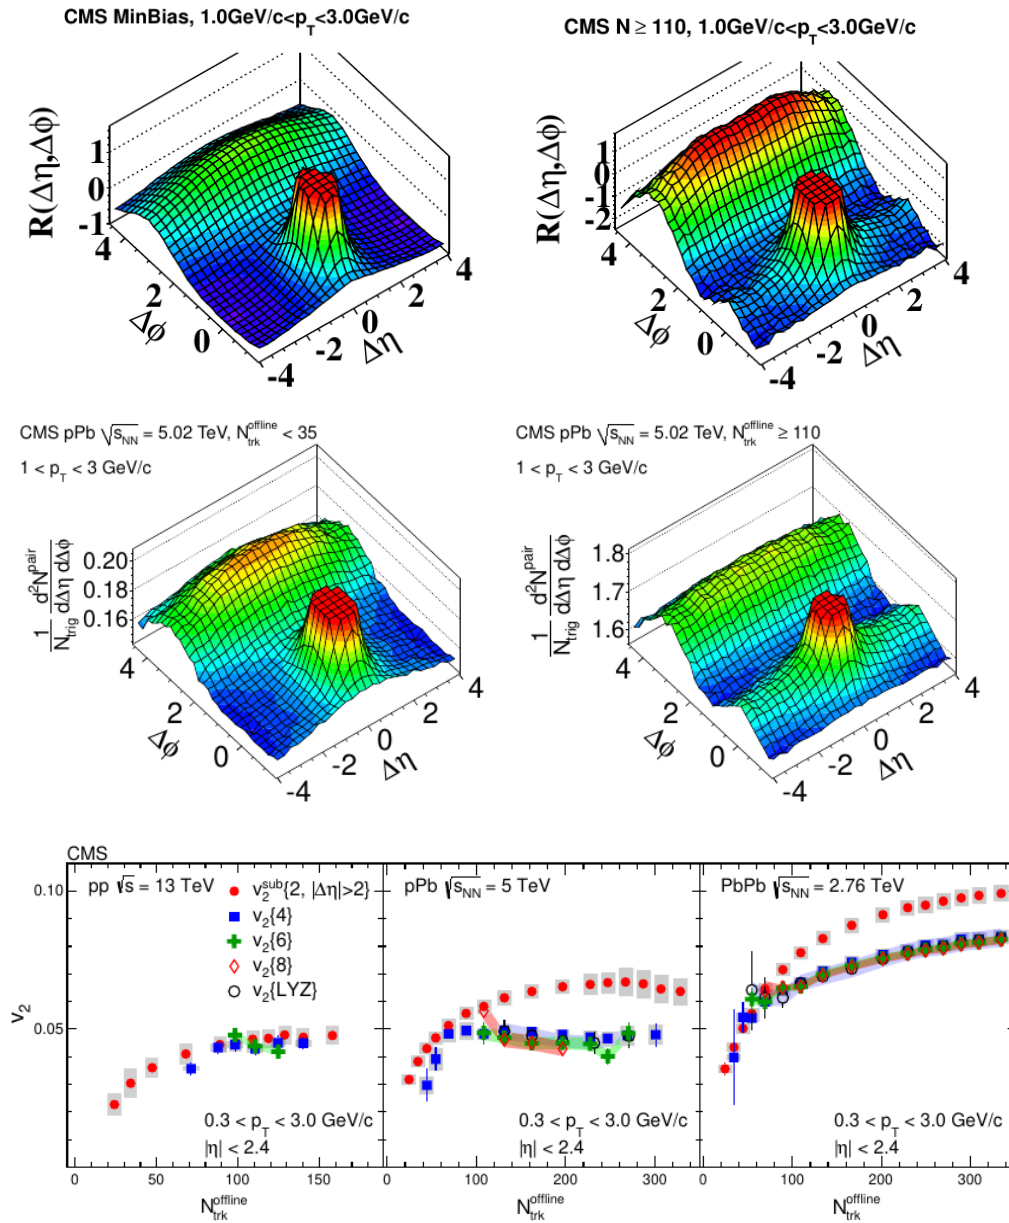 CMS MinBias, 1.0GeV/c<p_T<3.0GeV/c
R(Δη,Δϕ)
1
0
-1
4
2
0
Δϕ
-4
-2
0
2
4
Δη
CMS N ≥ 110, 1.0GeV/c<p_T<3.0GeV/c
R(Δη,Δϕ)
1
0
-1
-2
4
2
0
Δϕ
-4
-2
0
2
4
Δη
CMS pPb √s_NN = 5.02 TeV, N_trk^offline < 35
1 < p_T < 3 GeV/c
1/N_trig d²N^pair/dΔη dΔϕ
0.20
0.18
0.16
4
2
0
Δϕ
-4
-2
0
2
4
Δη
CMS pPb √s_NN = 5.02 TeV, N_trk^offline ≥ 110
1 < p_T < 3 GeV/c
1/N_trig d²N^pair/dΔη dΔϕ
1.8
1.7
1.6
4
2
0
Δϕ
-4
-2
0
2
4
Δη
CMS
v_2
0.10
0.05
pp √s = 13 TeV
v_2^sub{2, |Δη|>2}
v_2{4}
v_2{6}
v_2{8}
v_2{LYZ}
0.3 < p_T < 3.0 GeV/c
|η| < 2.4
0 50 100 150
N_trk^offline
pPb √s_NN = 5 TeV
0.3 < p_T < 3.0 GeV/c
|η| < 2.4
0 100 200 300
N_trk^offline
PbPb √s_NN = 2.76 TeV
0.3 < p_T < 3.0 GeV/c
|η| < 2.4
0 100 200 300
N_trk^offline